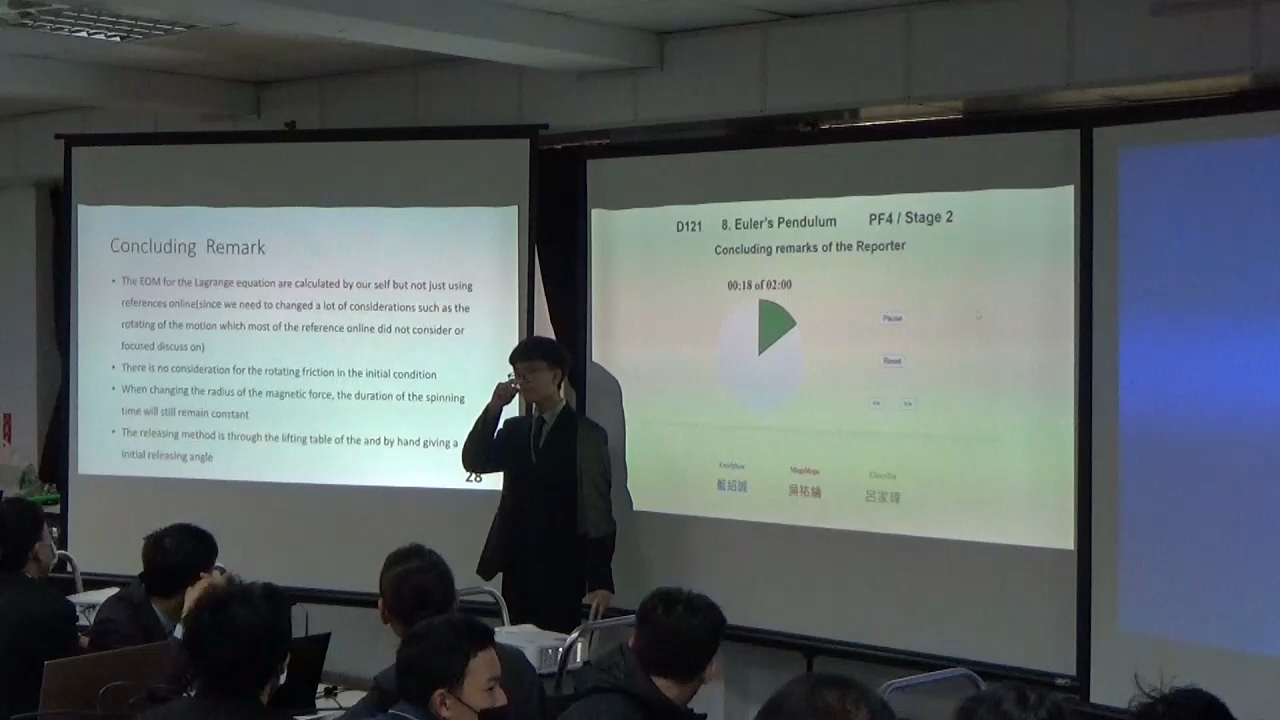 Concluding Remark
• The EOM for the Lagrange equation are calculated by our self but not just using
references online(since we need to changed a lot of considerations such as the
rotating of the motion which most of the reference online did not consider or
focused discuss on)
• There is no consideration for the rotating friction in the initial condition
• When changing the radius of the magnetic force, the duration of the spinning
time will still remain constant
• The releasing method is through the lifting table of the and by hand giving a
initial releasing angle
28
D121 8. Euler's Pendulum PF4 / Stage 2
Concluding remarks of the Reporter
00:18 of 02:00
Pause
Reset
<< >>
藍紹誠 呂家瑋